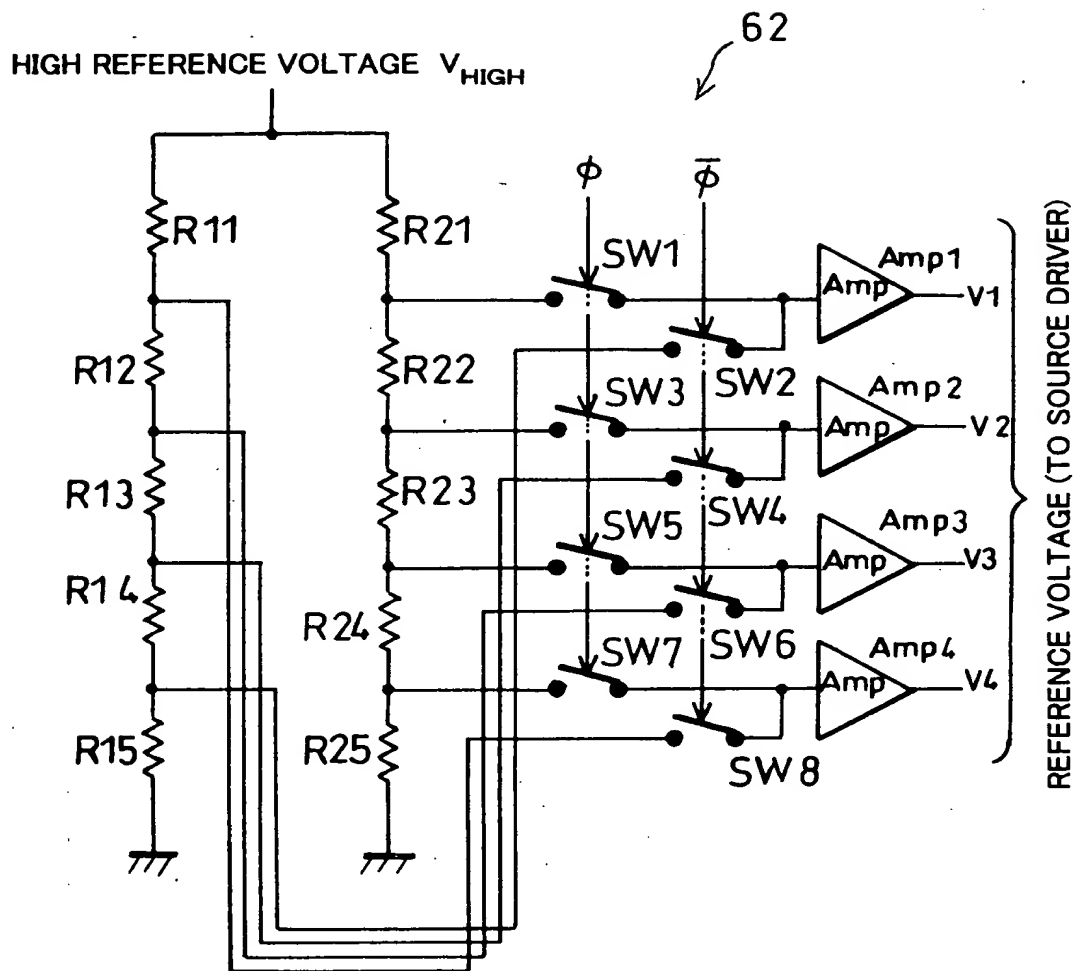 62
HIGH REFERENCE VOLTAGE V_HIGH
ϕ
ϕ̅
R11
R21
SW1
Amp
Amp1
V1
R12
R22
SW3
SW2
Amp
Amp2
V2
R13
R23
SW5
SW4
Amp
Amp3
V3
R14
R24
SW7
SW6
Amp
Amp4
V4
R15
R25
SW8
REFERENCE VOLTAGE (TO SOURCE DRIVER)